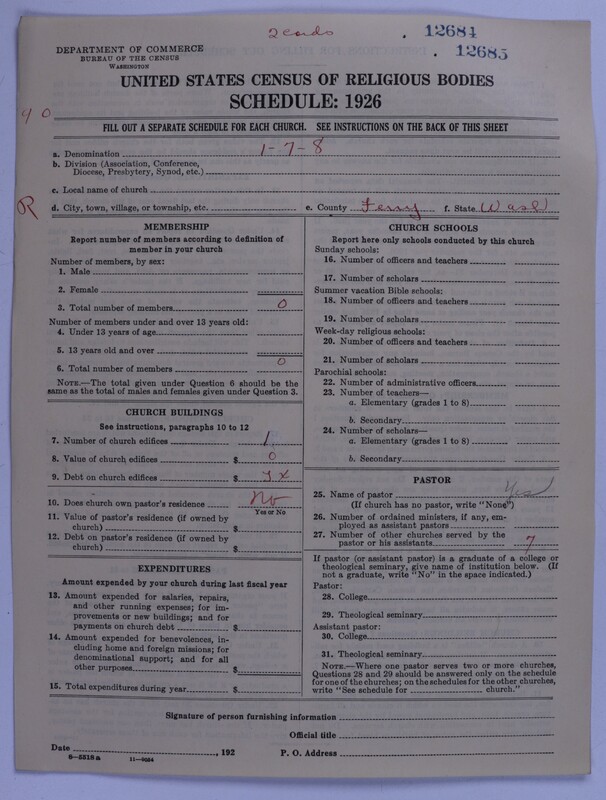 2 cards
12684
12685
DEPARTMENT OF COMMERCE
BUREAU OF THE CENSUS
WASHINGTON
UNITED STATES CENSUS OF RELIGIOUS BODIES
SCHEDULE: 1926
90
FILL OUT A SEPARATE SCHEDULE FOR EACH CHURCH. SEE INSTRUCTIONS ON THE BACK OF THIS SHEET
a. Denomination 1-7-8
b. Division (Association, Conference,
Diocese, Presbytery, Synod, etc.)
c. Local name of church
R
d. City, town, village, or township, etc. e. County Ferry f. State Wash
MEMBERSHIP
Report number of members according to definition of
member in your church
Number of members, by sex:
1. Male
2. Female
3. Total number of members 0
Number of members under and over 13 years old:
4. Under 13 years of age
5. 13 years old and over
6. Total number of members 0
NOTE.—The total given under Question 6 should be the
same as the total of males and females given under Question 3.
CHURCH BUILDINGS
See instructions, paragraphs 10 to 12
7. Number of church edifices 1
8. Value of church edifices $ 0
9. Debt on church edifices $ yx
10. Does church own pastor's residence No
Yes or No
11. Value of pastor's residence (if owned by
church) $
12. Debt on pastor's residence (if owned by
church) $
EXPENDITURES
Amount expended by your church during last fiscal year
13. Amount expended for salaries, repairs,
and other running expenses; for im-
provements or new buildings; and for
payments on church debt $
14. Amount expended for benevolences, in-
cluding home and foreign missions; for
denominational support; and for all
other purposes $
15. Total expenditures during year $
CHURCH SCHOOLS
Report here only schools conducted by this church
Sunday schools:
16. Number of officers and teachers
17. Number of scholars
Summer vacation Bible schools:
18. Number of officers and teachers
19. Number of scholars
Week-day religious schools:
20. Number of officers and teachers
21. Number of scholars
Parochial schools:
22. Number of administrative officers
23. Number of teachers—
a. Elementary (grades 1 to 8)
b. Secondary
24. Number of scholars—
a. Elementary (grades 1 to 8)
b. Secondary
PASTOR
25. Name of pastor Yes
(If church has no pastor, write "None")
26. Number of ordained ministers, if any, em-
ployed as assistant pastors
27. Number of other churches served by the
pastor or his assistants 7
If pastor (or assistant pastor) is a graduate of a college or
theological seminary, give name of institution below. (If
not a graduate, write "No" in the space indicated.)
Pastor:
28. College
29. Theological seminary
Assistant pastor:
30. College
31. Theological seminary
NOTE.—Where one pastor serves two or more churches,
Questions 28 and 29 should be answered only on the schedule
for one of the churches; on the schedules for the other churches,
write "See schedule for church."
Signature of person furnishing information
Official title
Date , 192 P. O. Address
8—5518 a 11—9034